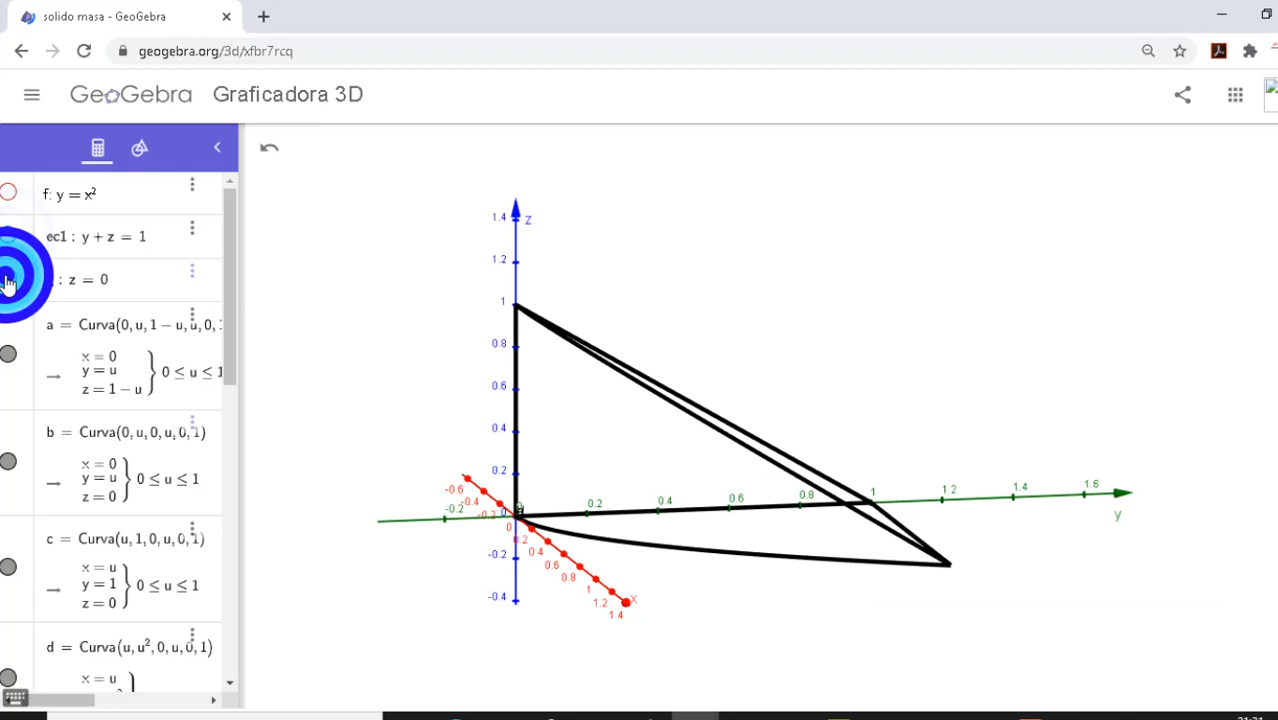 solido masa - GeoGebra
geogebra.org/3d/xfbr7rcq
GeoGebra Graficadora 3D
f: y = x²
ec1 : y + z = 1
: z = 0
a = Curva(0, u, 1 − u, u, 0, 
x = 0
y = u
z = 1 − u
→ 0 ≤ u ≤ 1
b = Curva(0, u, 0, u, 0, 1)
x = 0
y = u
z = 0
→ 0 ≤ u ≤ 1
c = Curva(u, 1, 0, u, 0, 1)
x = u
y = 1
z = 0
→ 0 ≤ u ≤ 1
d = Curva(u, u², 0, u, 0, 1)
x = u
z
1.4
1.2
1
0.8
0.6
0.4
0.2
0
-0.2
-0.4
-0.6
-0.4
-0.2
0
0.2
0.4
0.6
0.8
1
1.2
1.4
x
-0.2
0.2
0.4
0.6
0.8
1
1.2
1.4
1.6
y